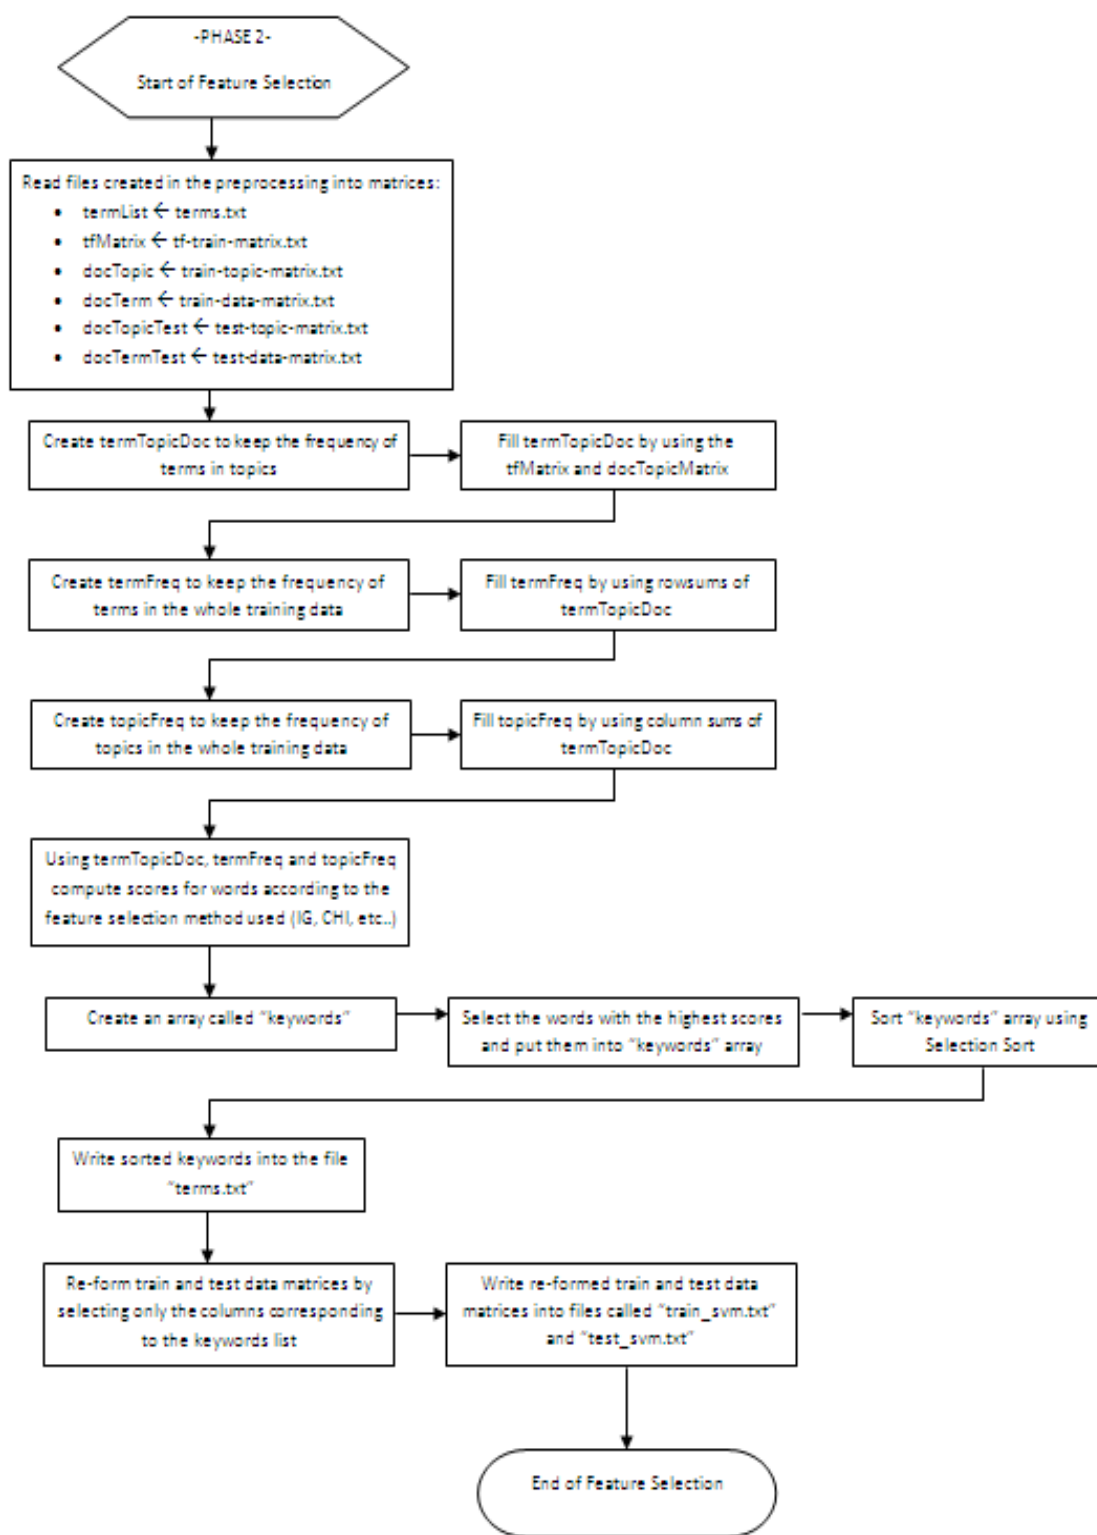 -PHASE 2-
Start of Feature Selection
Read files created in the preprocessing into matrices:
• termList ← terms.txt
• tfMatrix ← tf-train-matrix.txt
• docTopic ← train-topic-matrix.txt
• docTerm ← train-data-matrix.txt
• docTopicTest ← test-topic-matrix.txt
• docTermTest ← test-data-matrix.txt
Create termTopicDoc to keep the frequency of
terms in topics
Fill termTopicDoc by using the
tfMatrix and docTopicMatrix
Create termFreq to keep the frequency of
terms in the whole training data
Fill termFreq by using rowsums of
termTopicDoc
Create topicFreq to keep the frequency of
topics in the whole training data
Fill topicFreq by using column sums of
termTopicDoc
Using termTopicDoc, termFreq and topicFreq
compute scores for words according to the
feature selection method used (IG, CHI, etc..)
Create an array called “keywords”
Select the words with the highest scores
and put them into “keywords” array
Sort “keywords” array using
Selection Sort
Write sorted keywords into the file
“terms.txt”
Re-form train and test data matrices by
selecting only the columns corresponding
to the keywords list
Write re-formed train and test data
matrices into files called “train_svm.txt”
and “test_svm.txt”
End of Feature Selection